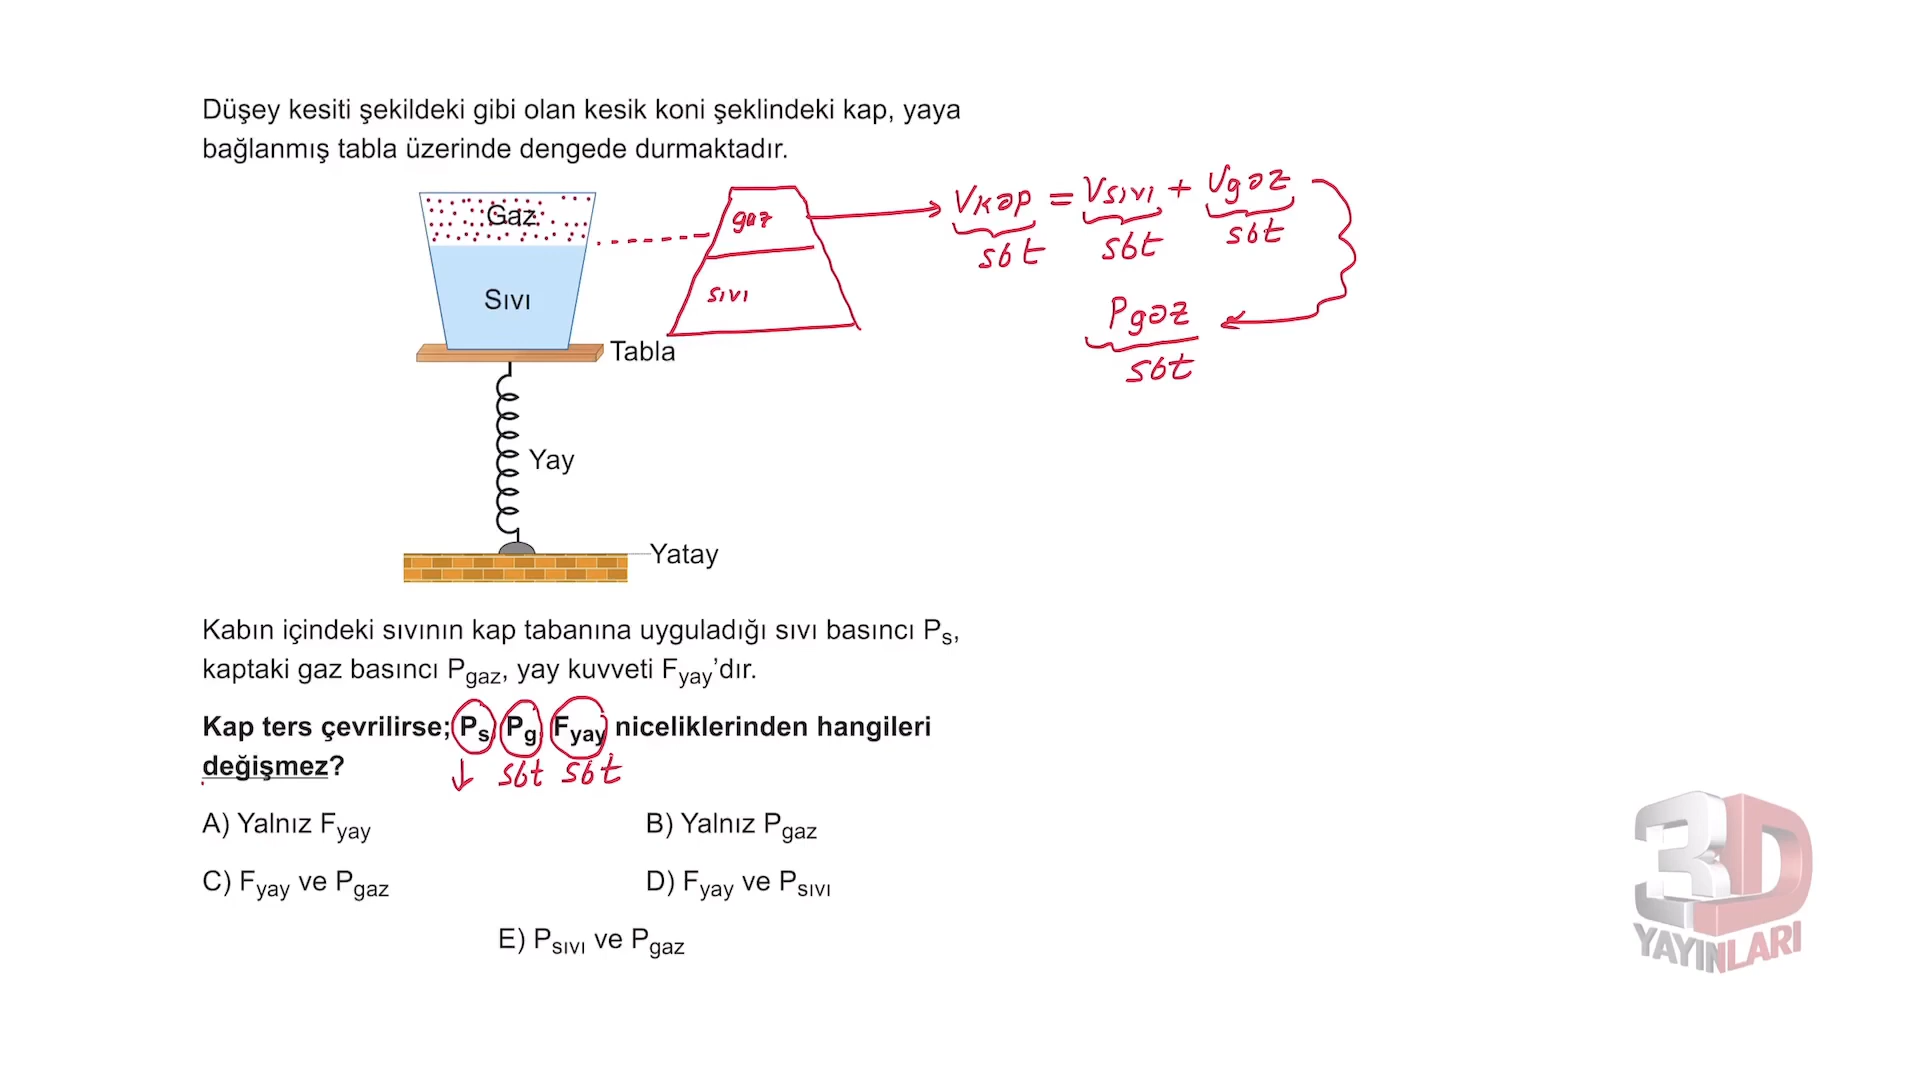 Düşey kesiti şekildeki gibi olan kesik koni şeklindeki kap, yaya
bağlanmış tabla üzerinde dengede durmaktadır.
Gaz
Sıvı
Tabla
Yay
Yatay
gaz
sıvı
Vkap = Vsıvı + Vgaz
sbt sbt sbt
Pgaz
sbt
Kabın içindeki sıvının kap tabanına uyguladığı sıvı basıncı Ps,
kaptaki gaz basıncı Pgaz, yay kuvveti Fyay'dır.
Kap ters çevrilirse; Ps Pg Fyay niceliklerinden hangileri
değişmez?
↓ sbt sbt
A) Yalnız Fyay
B) Yalnız Pgaz
C) Fyay ve Pgaz
D) Fyay ve Psıvı
E) Psıvı ve Pgaz
3D
YAYINLARI